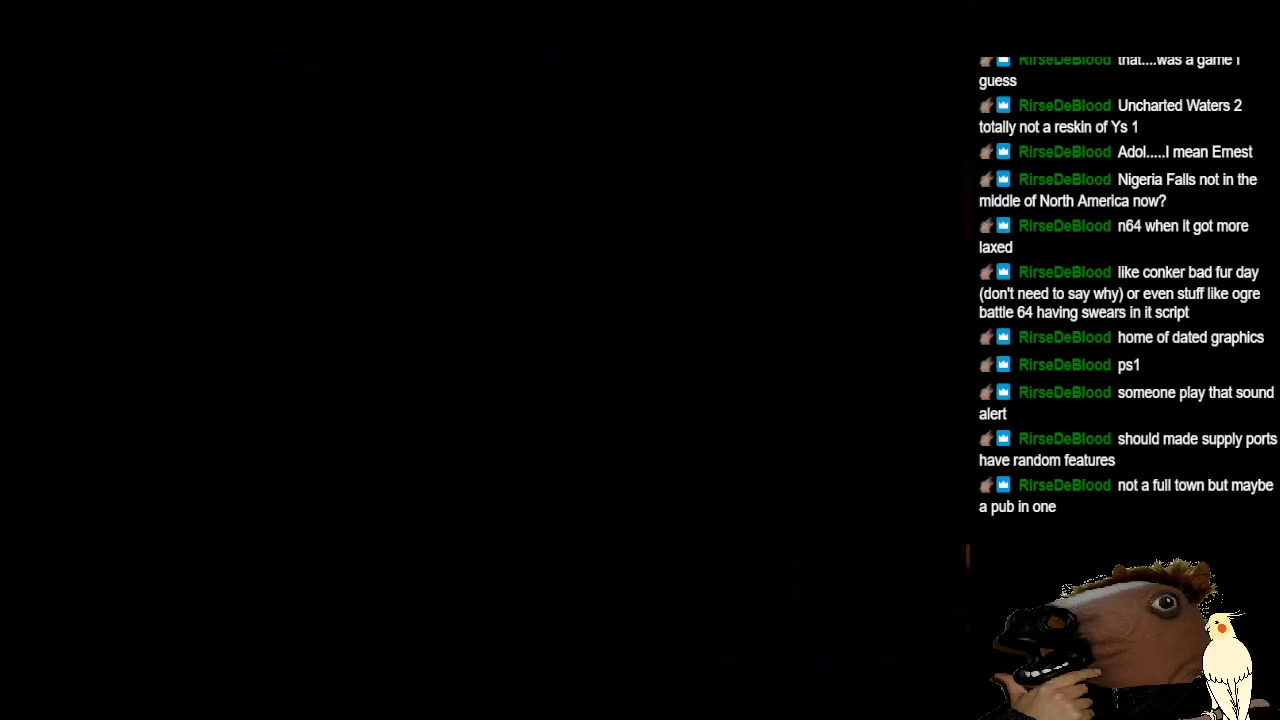 RirseDeBlood that....was a game I
guess
RirseDeBlood Uncharted Waters 2
totally not a reskin of Ys 1
RirseDeBlood Adol.....I mean Ernest
RirseDeBlood Nigeria Falls not in the
middle of North America now?
RirseDeBlood n64 when it got more
laxed
RirseDeBlood like conker bad fur day
(don't need to say why) or even stuff like ogre
battle 64 having swears in it script
RirseDeBlood home of dated graphics
RirseDeBlood ps1
RirseDeBlood someone play that sound
alert
RirseDeBlood should made supply ports
have random features
RirseDeBlood not a full town but maybe
a pub in one